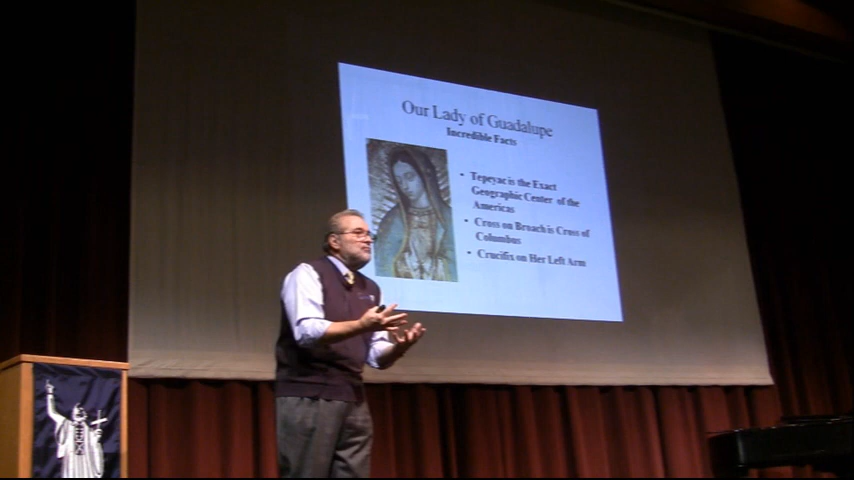 Our Lady of Guadalupe
Incredible Facts
• Tepeyac is the Exact
Geographic Center of the
Americas
• Cross on Broach is Cross of
Columbus
• Crucifix on Her Left Arm